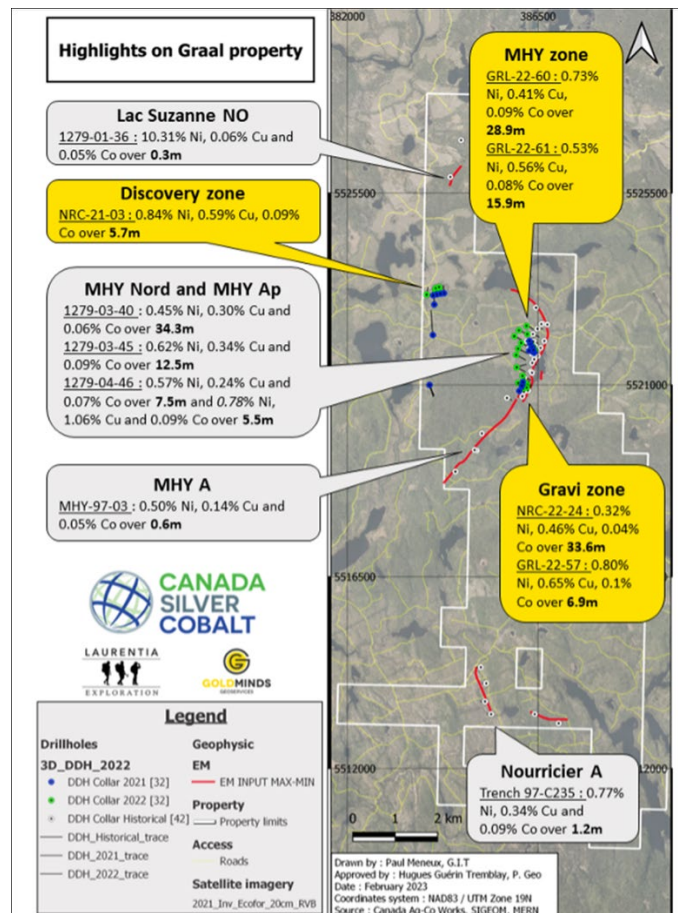 Highlights on Graal property
382000
386500
MHY zone
GRL-22-60 : 0.73%
Ni, 0.41% Cu,
0.09% Co over
28.9m
GRL-22-61 : 0.53%
Ni, 0.56% Cu,
0.08% Co over
15.9m
Lac Suzanne NO
1279-01-36 : 10.31% Ni, 0.06% Cu and
0.05% Co over 0.3m
5525500
5525500
Discovery zone
NRC-21-03 : 0.84% Ni, 0.59% Cu, 0.09%
Co over 5.7m
MHY Nord and MHY Ap
1279-03-40 : 0.45% Ni, 0.30% Cu and
0.06% Co over 34.3m
1279-03-45 : 0.62% Ni, 0.34% Cu and
0.09% Co over 12.5m
1279-04-46 : 0.57% Ni, 0.24% Cu and
0.07% Co over 7.5m and 0.78% Ni,
1.06% Cu and 0.09% Co over 5.5m
5521000
5521000
MHY A
MHY-97-03 : 0.50% Ni, 0.14% Cu and
0.05% Co over 0.6m
Gravi zone
NRC-22-24 : 0.32%
Ni, 0.46% Cu, 0.04%
Co over 33.6m
GRL-22-57 : 0.80%
Ni, 0.65% Cu, 0.1%
Co over 6.9m
5516500
5516500
CANADA
SILVER
COBALT
LAURENTIA
EXPLORATION
GOLDMINDS
GEOSERVICES
Legend
Drillholes
3D_DDH_2022
DDH Collar 2021 [32]
DDH Collar 2022 [32]
DDH Collar Historical [42]
DDH_Historical_trace
DDH_2021_trace
DDH_2022_trace
Geophysic
EM
EM INPUT MAX-MIN
Property
Property limits
Access
Roads
Satellite imagery
2021_Inv_Ecofor_20cm_RVB
5512000
2000
Nourricier A
Trench 97-C235 : 0.77%
Ni, 0.34% Cu and
0.09% Co over 1.2m
0 1 2 km
Drawn by : Paul Meneux, G.I.T
Approved by : Hugues Guérin Tremblay, P. Geo
Date : February 2023
Coordinates system : NAD83 / UTM Zone 19N
Source : Canada Ag-Co Works, SIGEOM, MERN